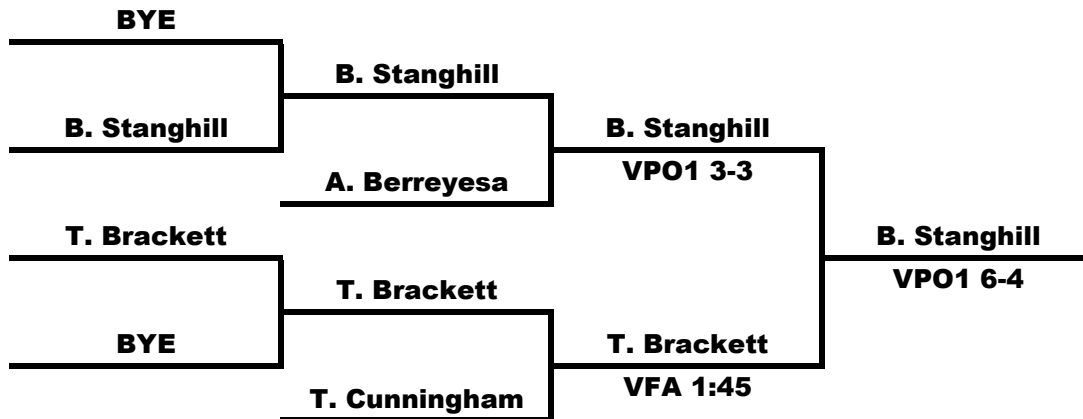 BYE
B. Stanghill
B. Stanghill
B. Stanghill
VPO1 3-3
A. Berreyesa
T. Brackett
B. Stanghill
VPO1 6-4
T. Brackett
BYE
T. Brackett
VFA 1:45
T. Cunningham